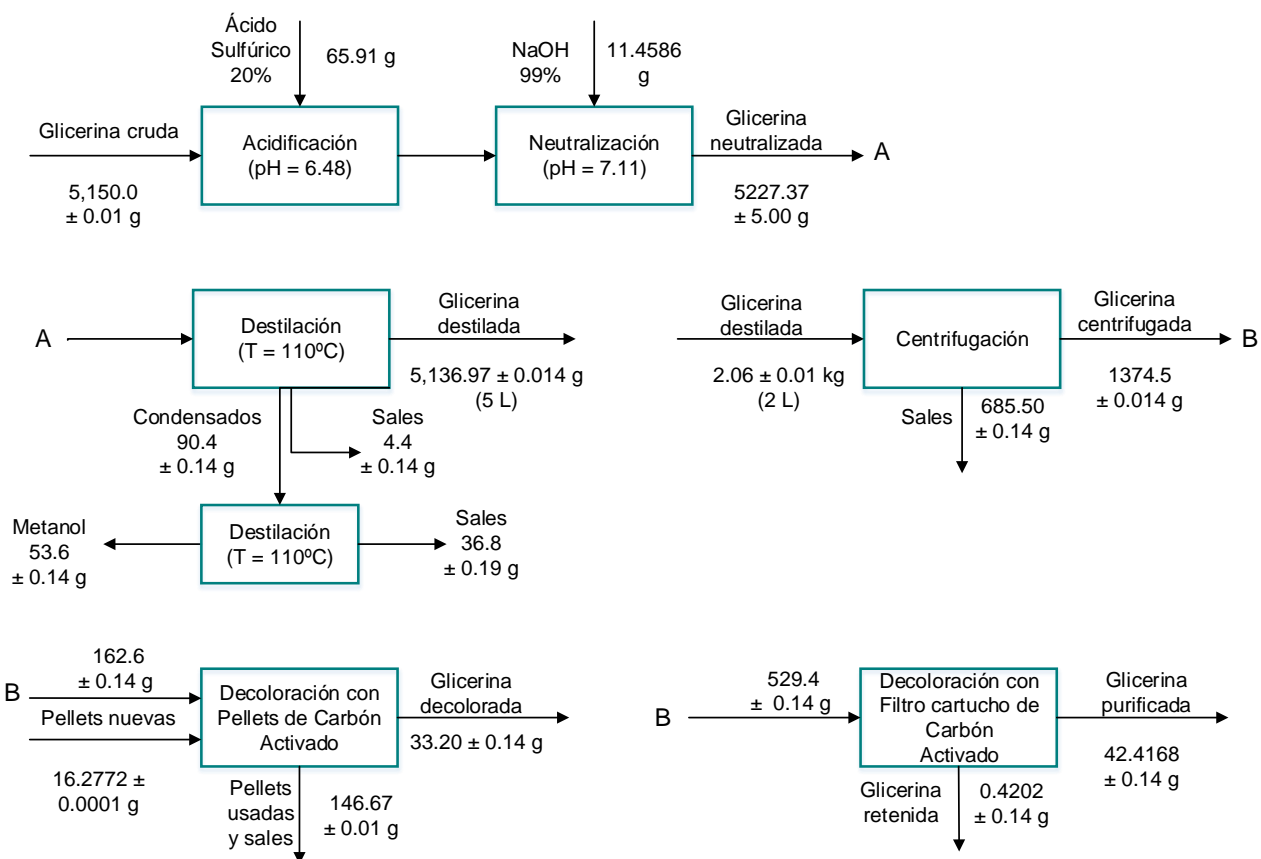 Ácido
Sulfúrico
20%
65.91 g
NaOH
99%
11.4586
g
Glicerina cruda
5,150.0
± 0.01 g
Acidificación
(pH = 6.48)
Neutralización
(pH = 7.11)
Glicerina
neutralizada
A
5227.37
± 5.00 g
A
Destilación
(T = 110ºC)
Glicerina
destilada
5,136.97 ± 0.014 g
(5 L)
Condensados
90.4
± 0.14 g
Sales
4.4
± 0.14 g
Metanol
53.6
± 0.14 g
Destilación
(T = 110ºC)
Sales
36.8
± 0.19 g
Glicerina
destilada
2.06 ± 0.01 kg
(2 L)
Centrifugación
Glicerina
centrifugada
B
1374.5
± 0.014 g
Sales
685.50
± 0.14 g
B
162.6
± 0.14 g
Pellets nuevas
16.2772 ±
0.0001 g
Decoloración con
Pellets de Carbón
Activado
Glicerina
decolorada
33.20 ± 0.14 g
Pellets
usadas
y sales
146.67
± 0.01 g
B
529.4
± 0.14 g
Decoloración con
Filtro cartucho de
Carbón
Activado
Glicerina
purificada
42.4168
± 0.14 g
Glicerina
retenida
0.4202
± 0.14 g